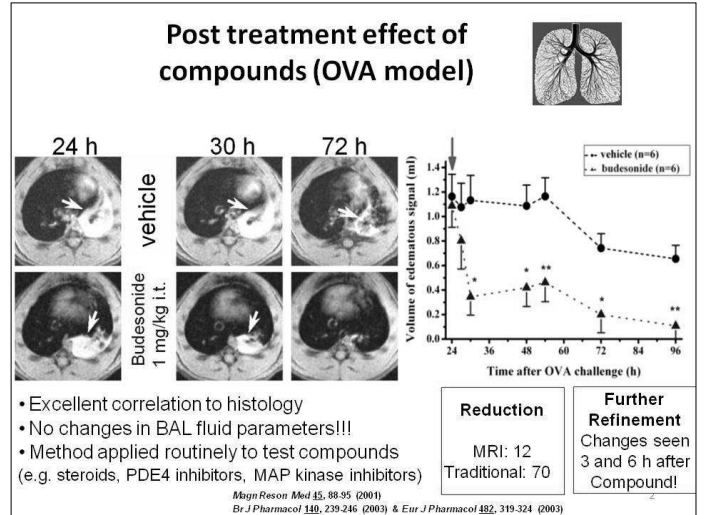 Post treatment effect of
compounds (OVA model)
24 h
30 h
72 h
vehicle
Budesonide
1 mg/kg i.t.
vehicle (n=6)
budesonide (n=6)
Volume of edematous signal (ml)
1.4
1.2
1.0
0.8
0.6
0.4
0.2
0.0
*
*
**
*
**
24 36 48 60 72 84 96
Time after OVA challenge (h)
• Excellent correlation to histology
• No changes in BAL fluid parameters!!!
• Method applied routinely to test compounds
(e.g. steroids, PDE4 inhibitors, MAP kinase inhibitors)
Reduction
MRI: 12
Traditional: 70
Further
Refinement
Changes seen
3 and 6 h after
Compound!
2
Magn Reson Med 45, 88-95 (2001)
Br J Pharmacol 140, 239-246 (2003) & Eur J Pharmacol 482, 319-324 (2003)